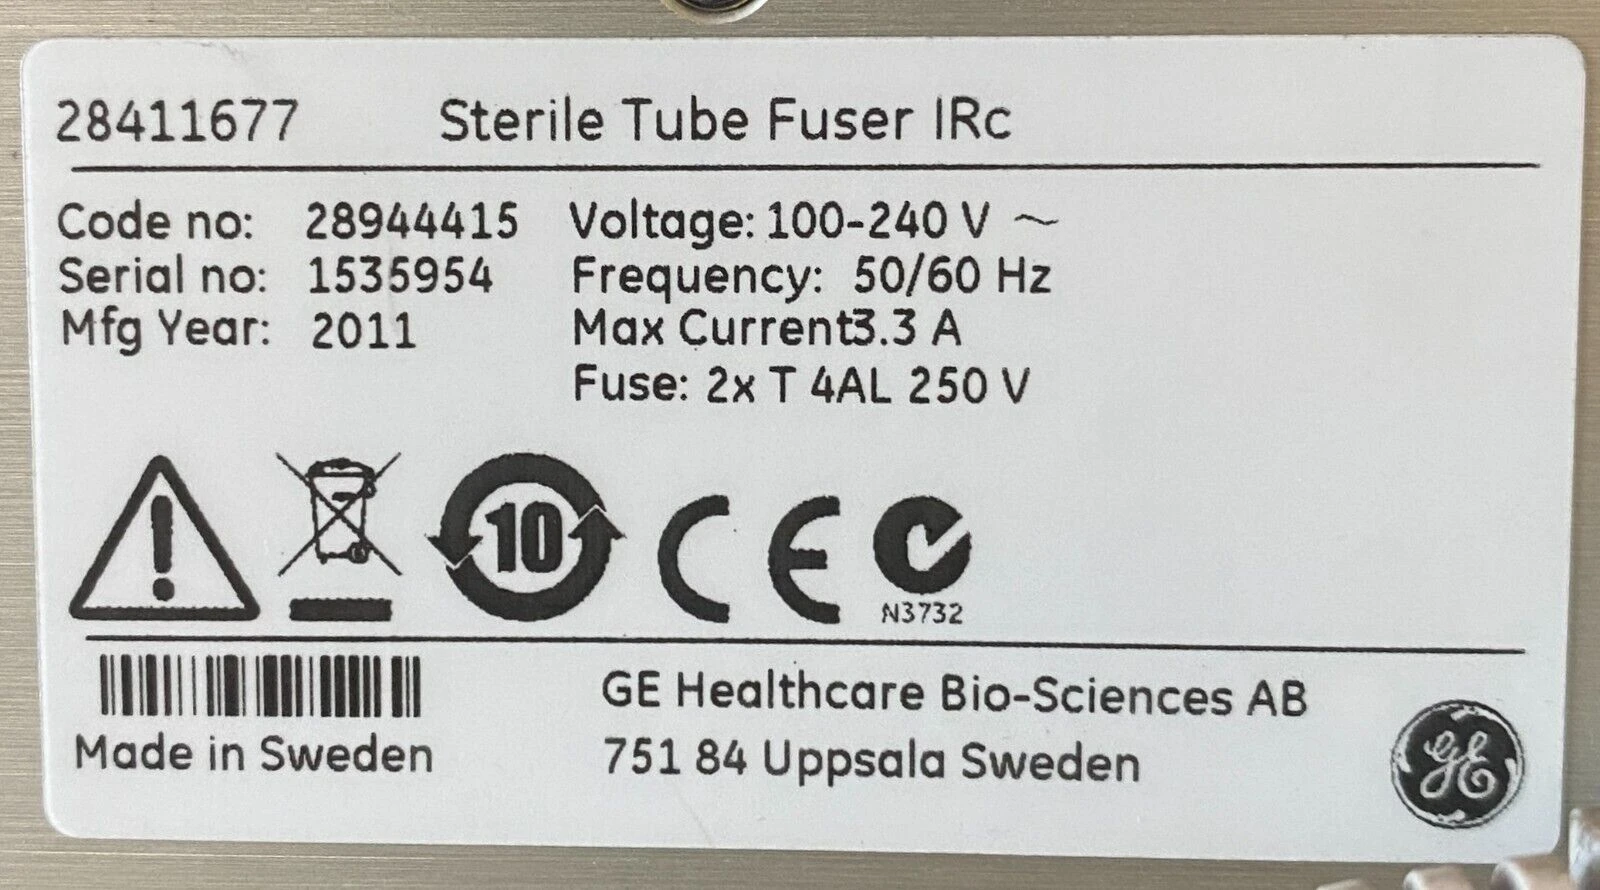 28411677 Sterile Tube Fuser IRc
Code no: 28944415 Voltage: 100-240 V ~
Serial no: 1535954 Frequency: 50/60 Hz
Mfg Year: 2011 Max Current3.3 A
Fuse: 2x T 4AL 250 V
10 CE
N3732
GE Healthcare Bio-Sciences AB
Made in Sweden 751 84 Uppsala Sweden
GE